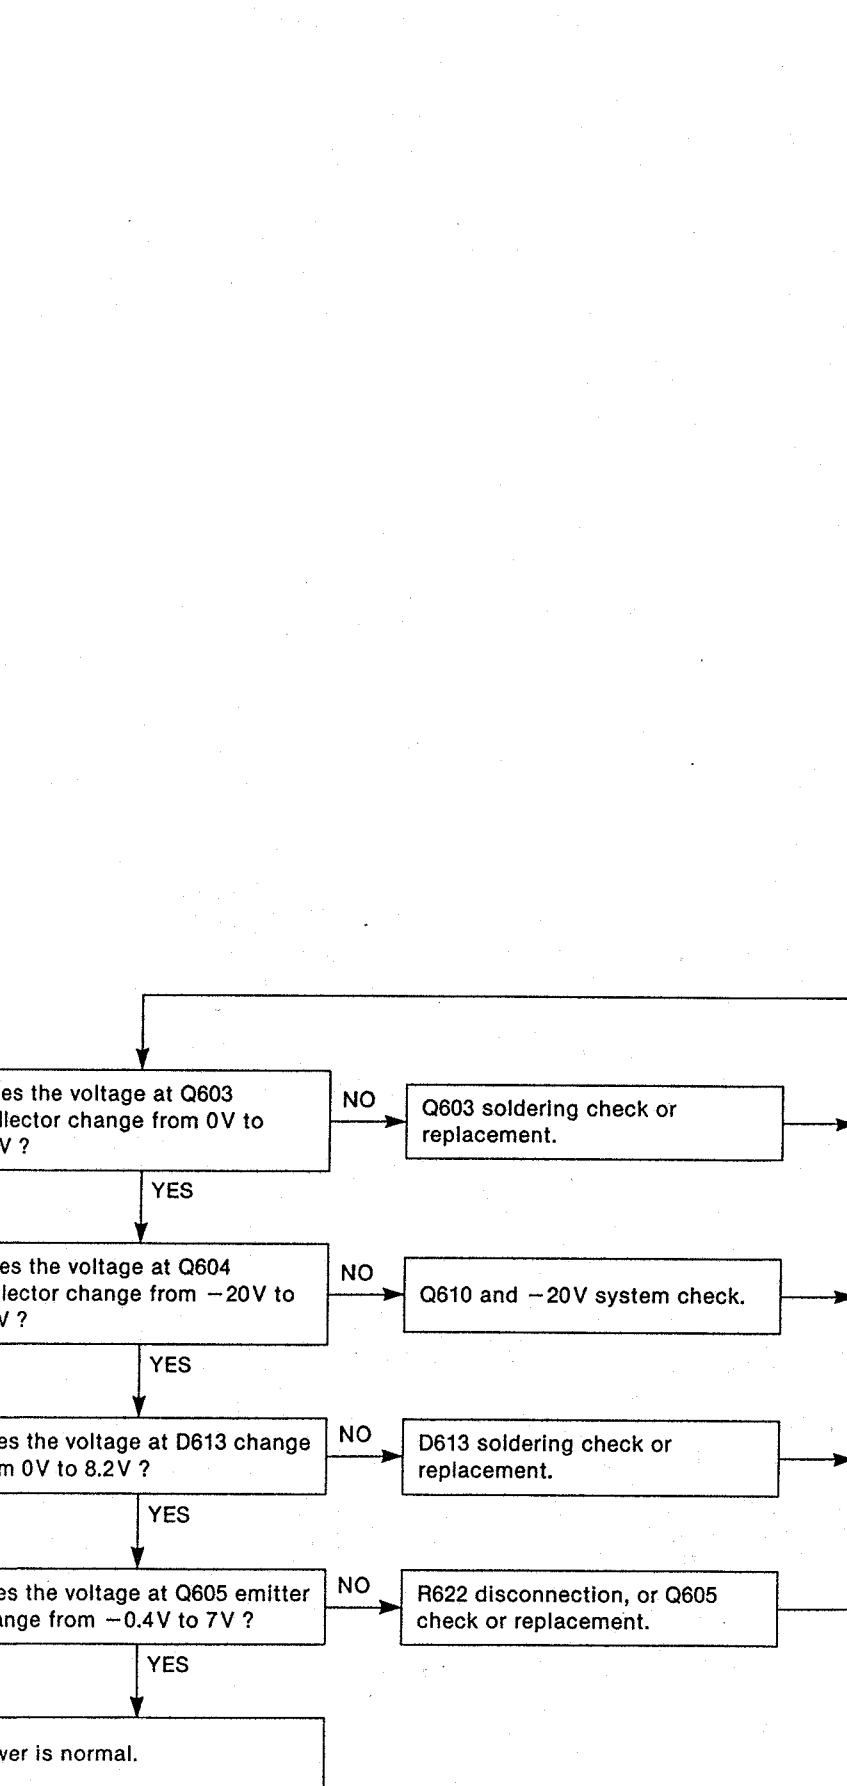 es the voltage at Q603
llector change from 0V to
V ?
NO
Q603 soldering check or
replacement.
YES
es the voltage at Q604
llector change from −20V to
V ?
NO
Q610 and −20V system check.
YES
es the voltage at D613 change
m 0V to 8.2V ?
NO
D613 soldering check or
replacement.
YES
es the voltage at Q605 emitter
ange from −0.4V to 7V ?
NO
R622 disconnection, or Q605
check or replacement.
YES
ver is normal.